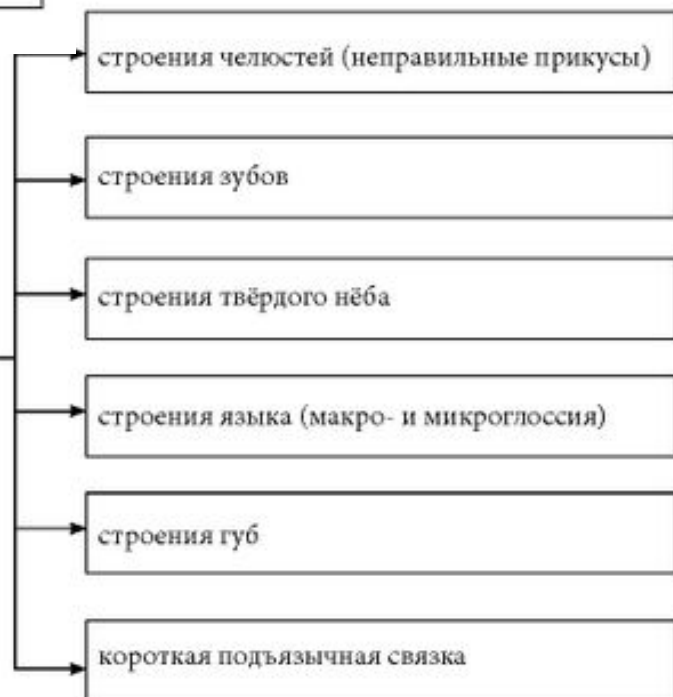 строения челюстей (неправильные прикусы)
строения зубов
строения твёрдого нёба
строения языка (макро- и микроглоссия)
строения губ
короткая подъязычная связка